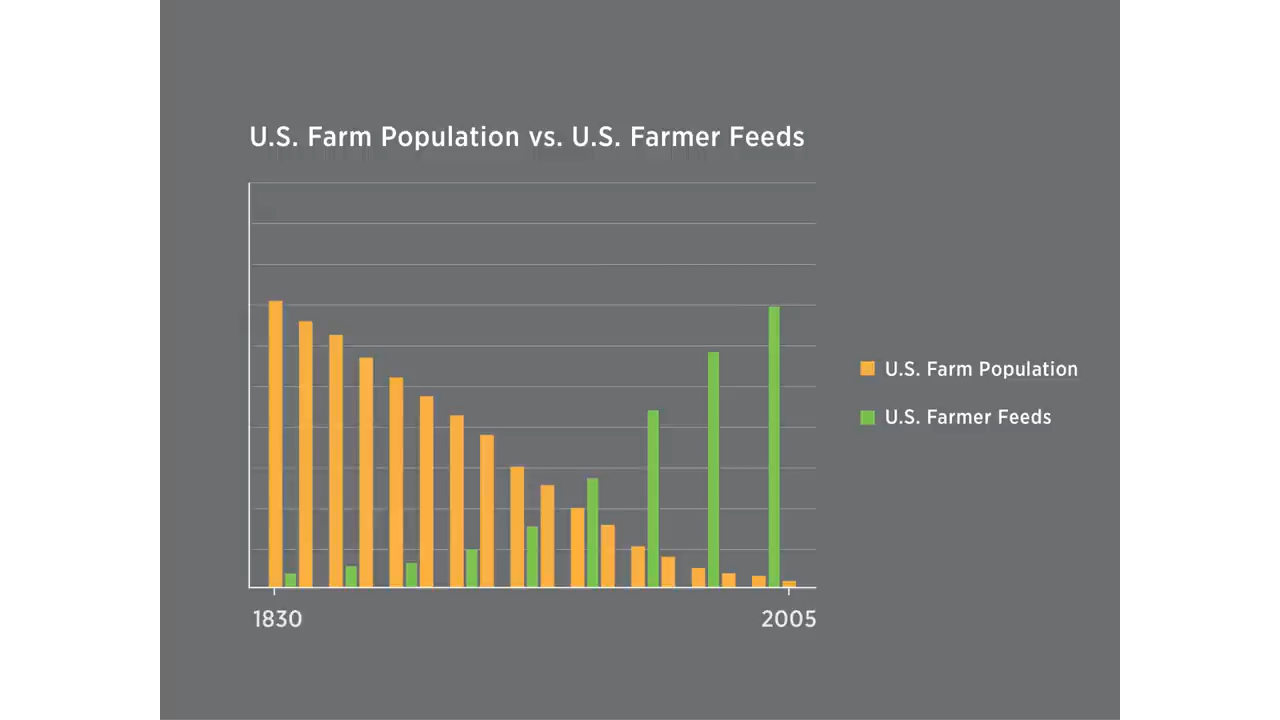 U.S. Farm Population vs. U.S. Farmer Feeds
U.S. Farm Population
U.S. Farmer Feeds
1830
2005